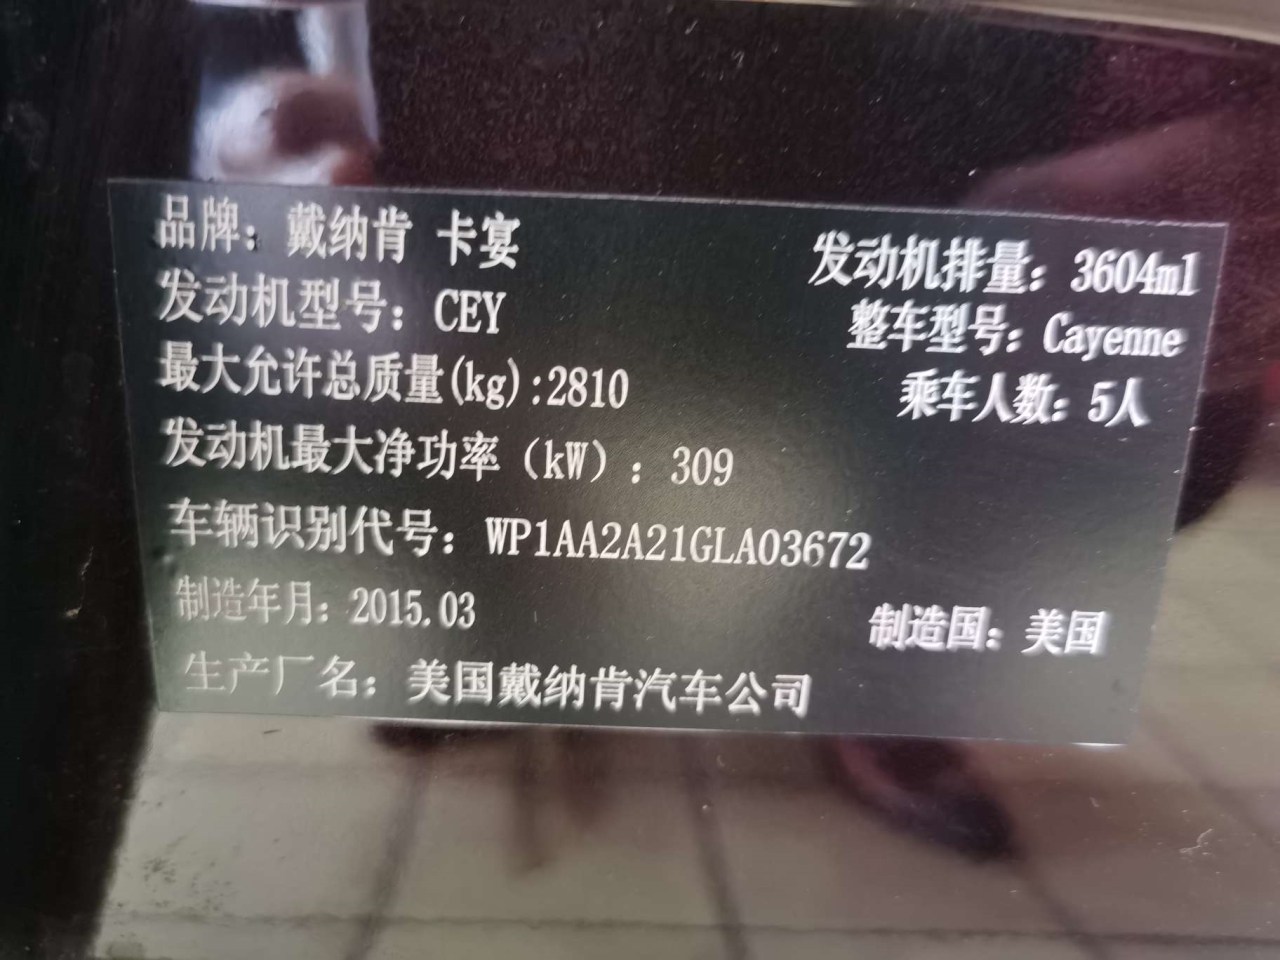 品牌：戴纳肯 卡宴
发动机排量：3604ml
发动机型号：CEY
整车型号：Cayenne
最大允许总质量(kg):2810
乘车人数：5人
发动机最大净功率（kW）：309
车辆识别代号：WP1AA2A21GLA03672
制造年月：2015.03
制造国：美国
生产厂名：美国戴纳肯汽车公司